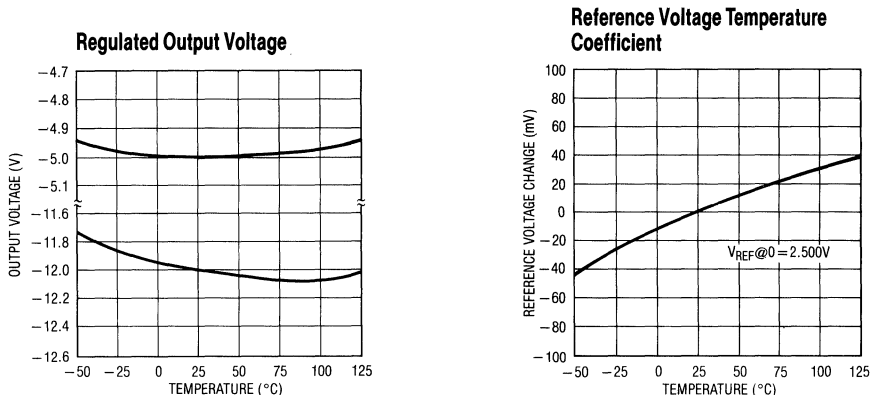 Regulated Output Voltage
−4.7
−4.8
−4.9
−5.0
−5.1
−11.6
−11.8
−12.0
−12.2
−12.4
−12.6
OUTPUT VOLTAGE (V)
−50 −25 0 25 50 75 100 125
TEMPERATURE (°C)
Reference Voltage Temperature
Coefficient
100
80
60
40
20
0
−20
−40
−60
−80
−100
REFERENCE VOLTAGE CHANGE (mV)
VREF@0=2.500V
−50 −25 0 25 50 75 100 125
TEMPERATURE (°C)